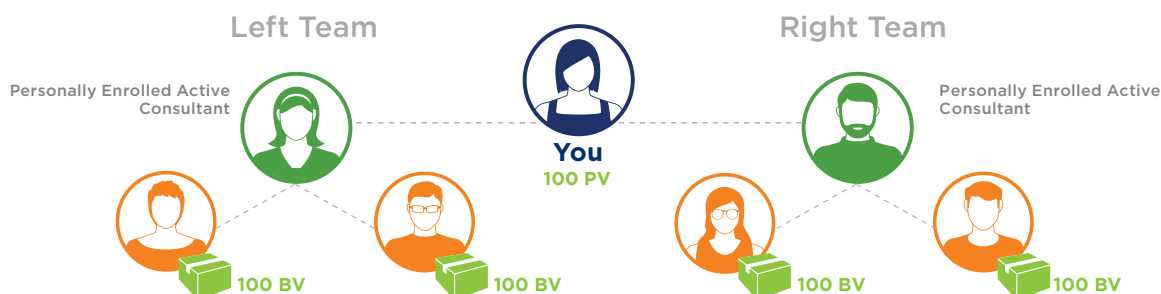 Left Team
Right Team
Personally Enrolled Active
Consultant
Personally Enrolled Active
Consultant
You
100 PV
100 BV
100 BV
100 BV
100 BV